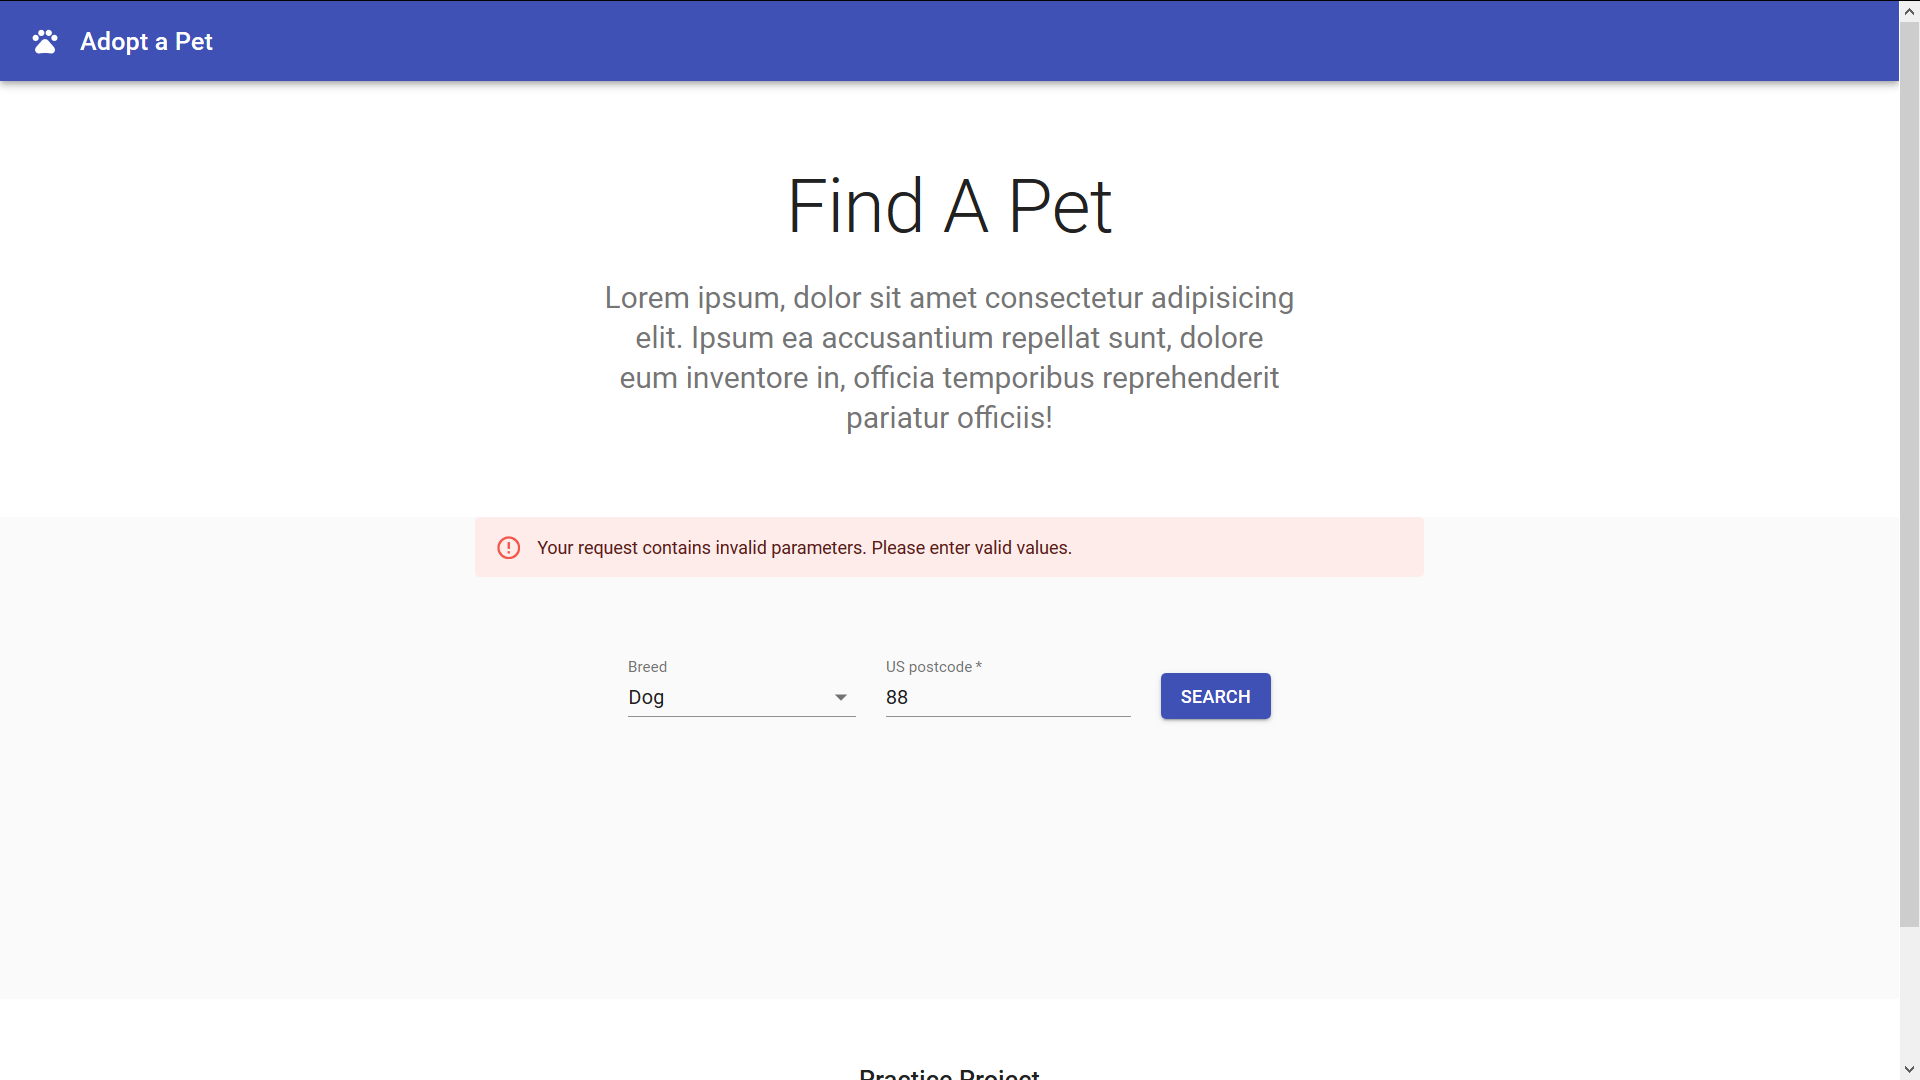 Adopt a Pet
Find A Pet
Lorem ipsum, dolor sit amet consectetur adipisicing
elit. Ipsum ea accusantium repellat sunt, dolore
eum inventore in, officia temporibus reprehenderit
pariatur officiis!
Your request contains invalid parameters. Please enter valid values.
Breed
Dog
US postcode *
88
SEARCH
Practice Project